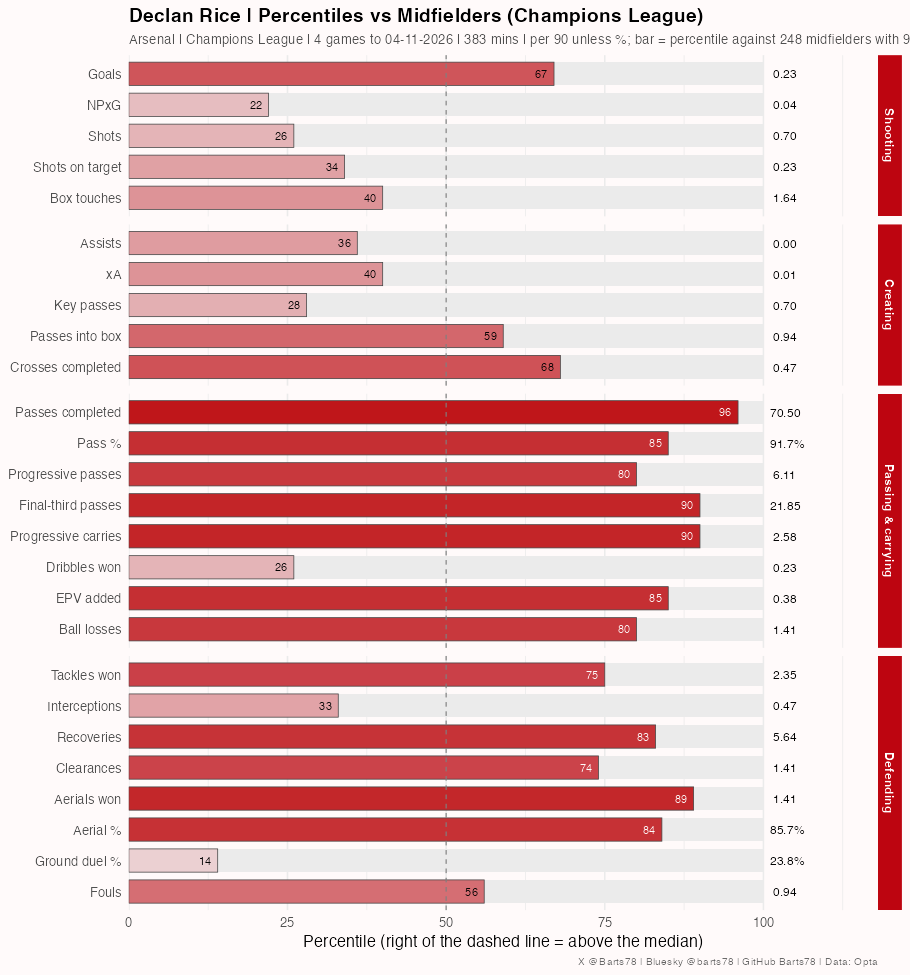 Declan Rice | Percentiles vs Midfielders (Champions League)
Arsenal | Champions League | 4 games to 04-11-2026 | 383 mins | per 90 unless %; bar = percentile against 248 midfielders with 9
Goals 67 0.23
NPxG 22 0.04
Shots 26 0.70
Shots on target 34 0.23
Box touches 40 1.64
Shooting
Assists 36 0.00
xA 40 0.01
Key passes 28 0.70
Passes into box 59 0.94
Crosses completed 68 0.47
Creating
Passes completed 96 70.50
Pass % 85 91.7%
Progressive passes 80 6.11
Final-third passes 90 21.85
Progressive carries 90 2.58
Dribbles won 26 0.23
EPV added 85 0.38
Ball losses 80 1.41
Passing & carrying
Tackles won 75 2.35
Interceptions 33 0.47
Recoveries 83 5.64
Clearances 74 1.41
Aerials won 89 1.41
Aerial % 84 85.7%
Ground duel % 14 23.8%
Fouls 56 0.94
Defending
0 25 50 75 100
Percentile (right of the dashed line = above the median)
X @Barts78 | Bluesky @barts78 | GitHub Barts78 | Data: Opta